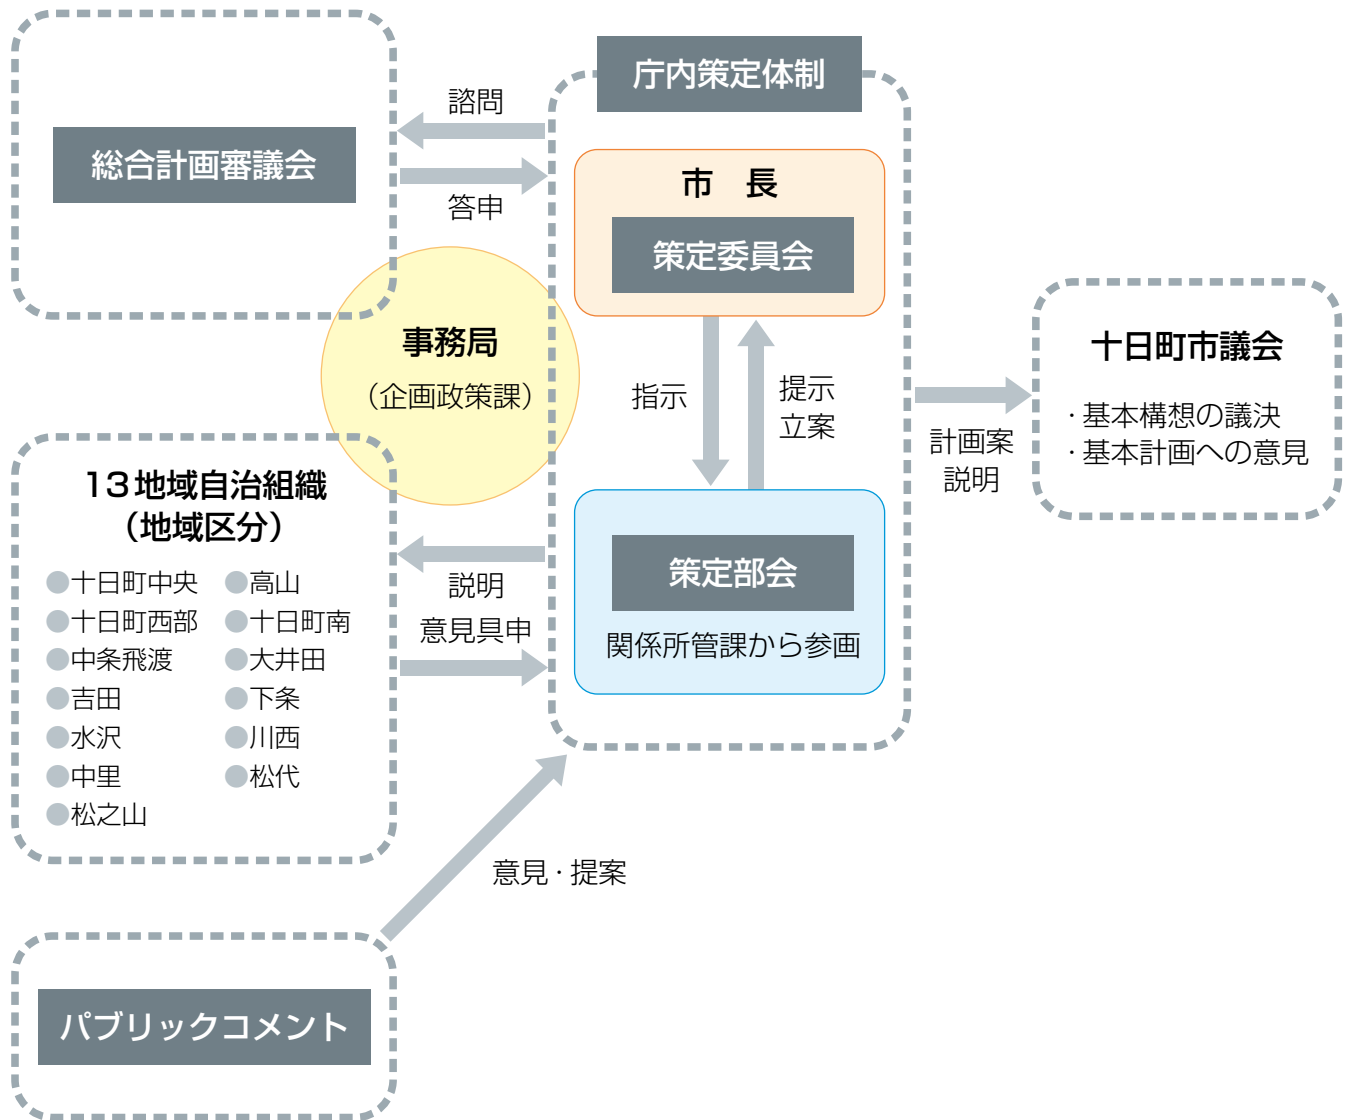 総合計画審議会
諮問
答申
庁内策定体制
市　長
策定委員会
事務局
（企画政策課）
指示
提示
立案
計画案
説明
十日町市議会
・基本構想の議決
・基本計画への意見
13地域自治組織
（地域区分）
●十日町中央　●高山
●十日町西部　●十日町南
●中条飛渡　●大井田
●吉田　●下条
●水沢　●川西
●中里　●松代
●松之山
説明
意見具申
策定部会
関係所管課から参画
意見・提案
パブリックコメント